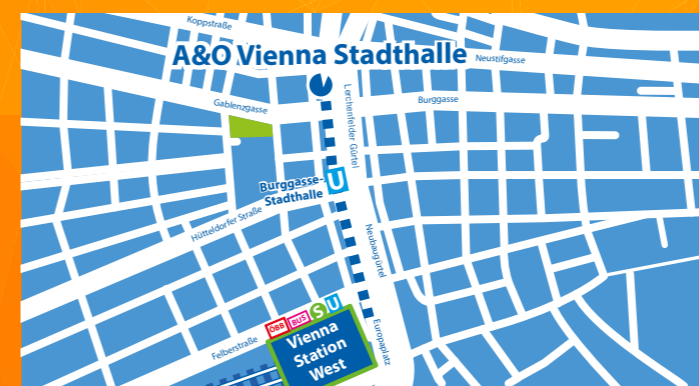 Koppstraße
A&O Vienna Stadthalle
Neustifgasse
Gablenzgasse
Lerchenfelder Gürtel
Burggasse
Burggasse-
Stadthalle
U
Hütteldorfer Straße
Neubaugürtel
ÖBB BUS S U
Felberstraße
Vienna
Station
West
Europaplatz